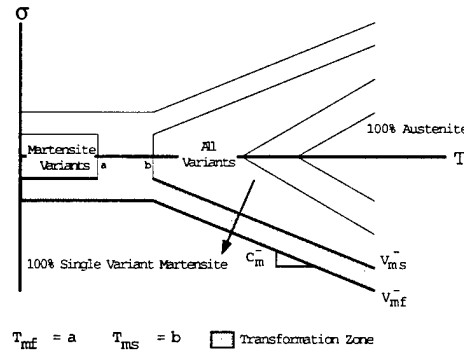 σ
100% Austenite
Martensite
Variants
a
b
All
Variants
T
100% Single Variant Martensite
C⁻m
V⁻ms
V⁻mf
Tmf = a Tms = b Transformation Zone